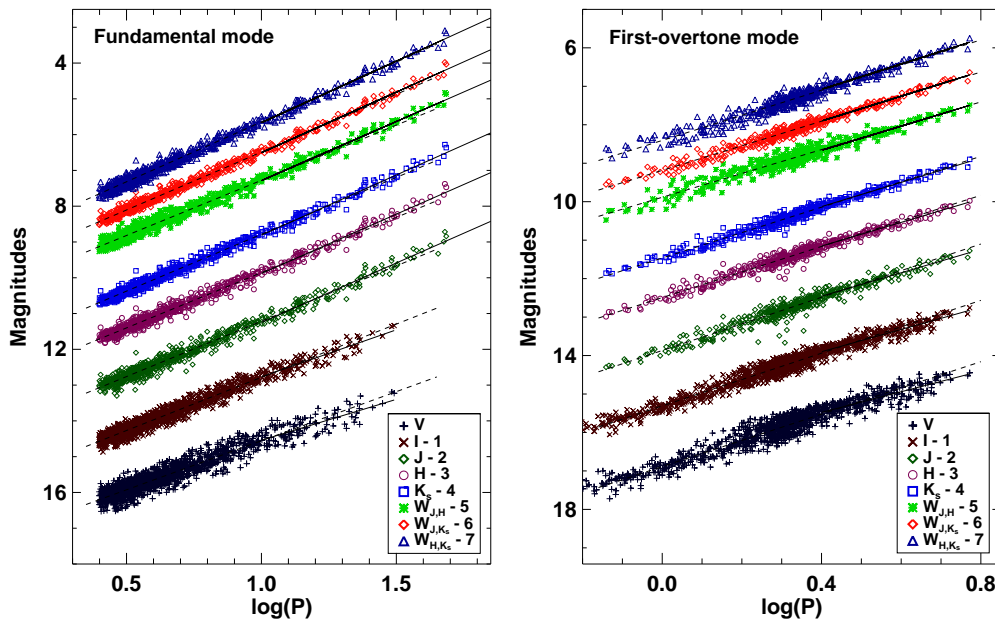 Fundamental mode
Magnitudes
4
8
12
16
0.5
1.0
1.5
log(P)
V
I - 1
J - 2
H - 3
Ks - 4
WJ,H - 5
WJ,Ks - 6
WH,Ks - 7
First-overtone mode
Magnitudes
6
10
14
18
0.0
0.4
0.8
log(P)
V
I - 1
J - 2
H - 3
Ks - 4
WJ,H - 5
WJ,Ks - 6
WH,Ks - 7